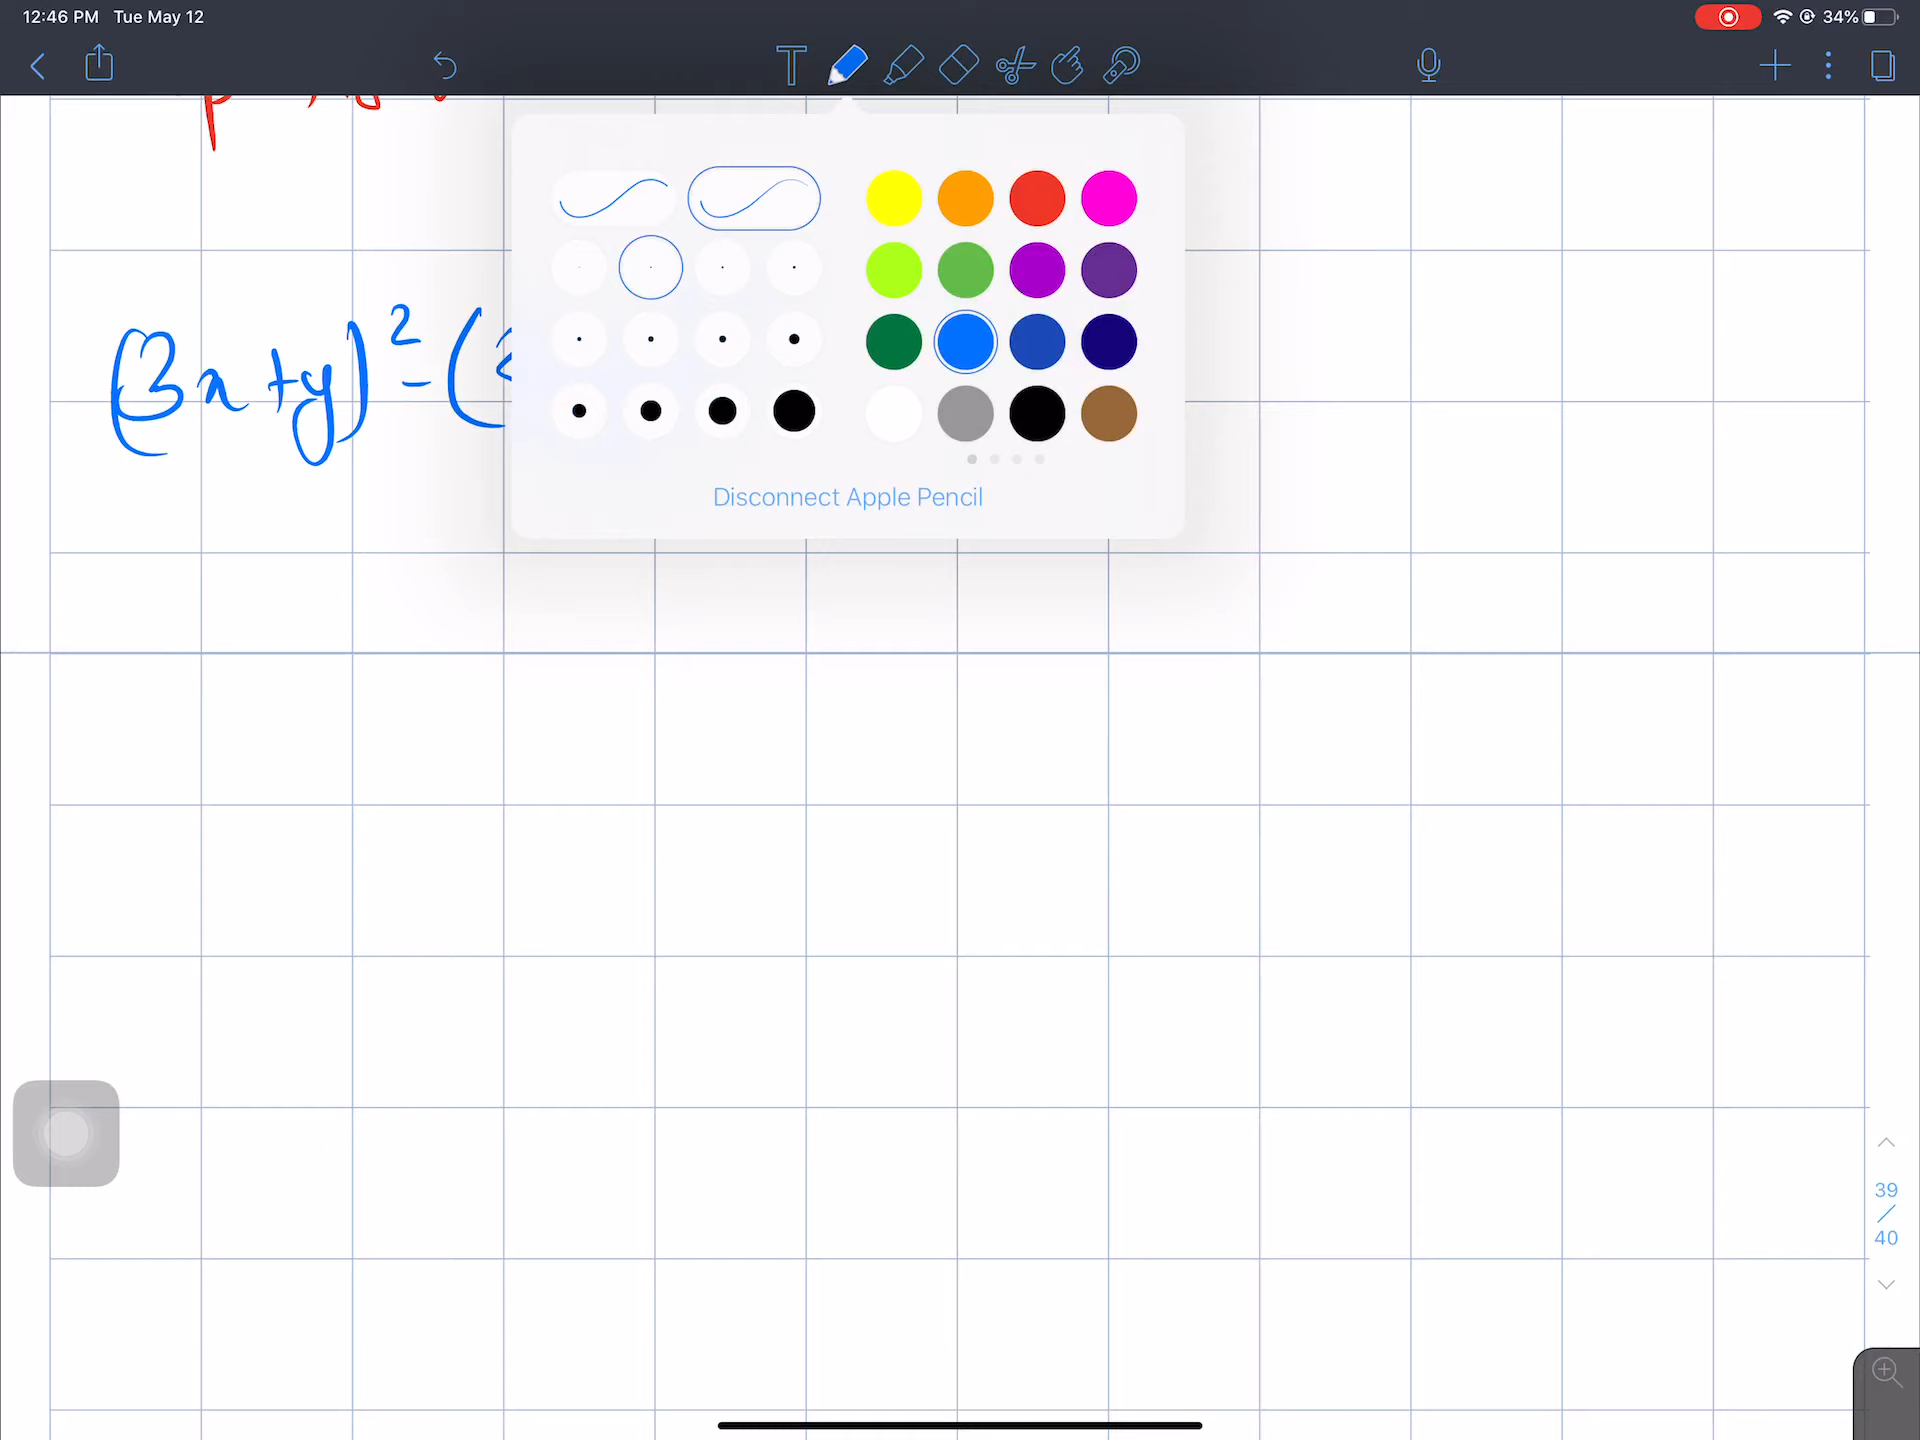 12:46 PM Tue May 12
34%
(3x+y)² - (
Disconnect Apple Pencil
39
/
40